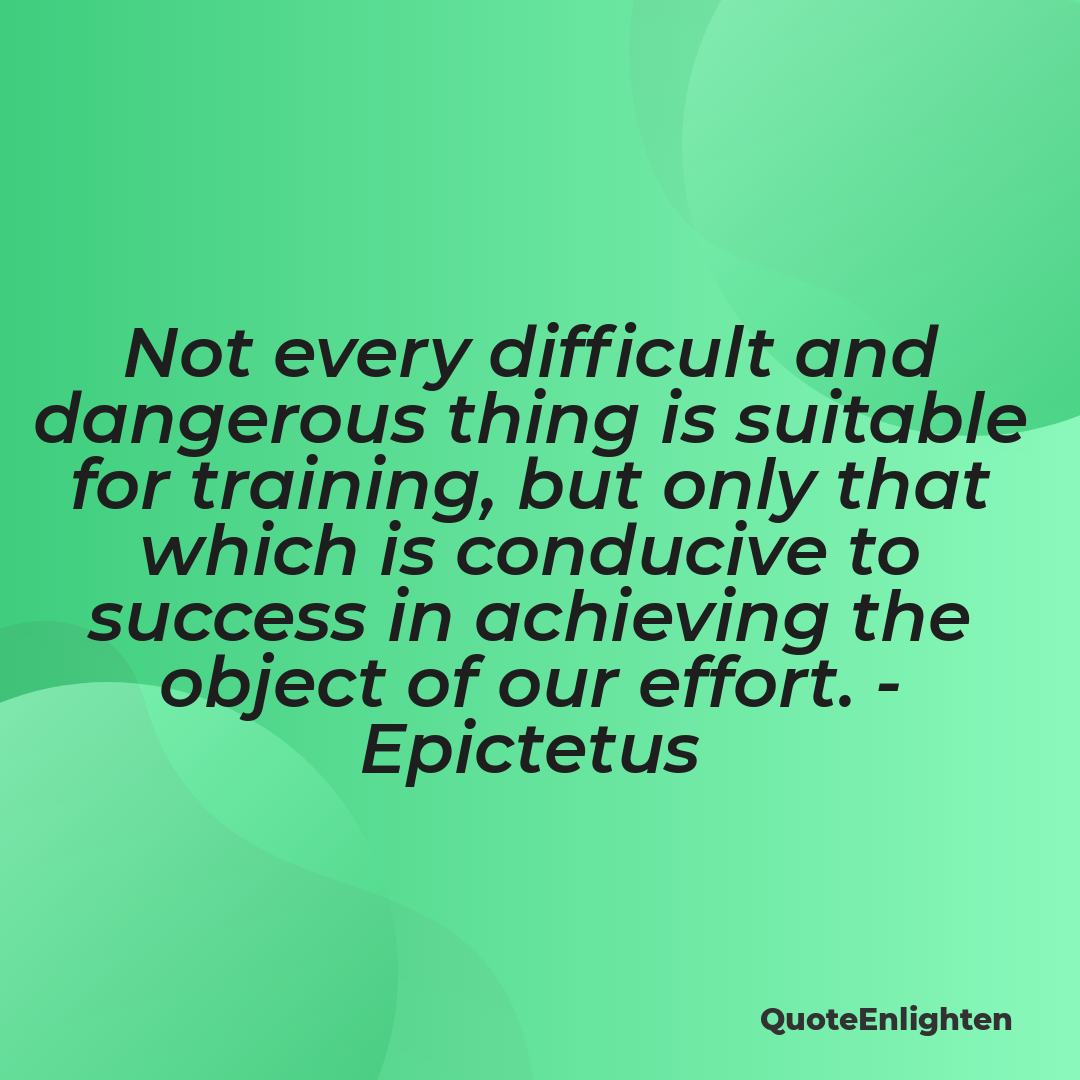 Not every difficult and
dangerous thing is suitable
for training, but only that
which is conducive to
success in achieving the
object of our effort. -
Epictetus
QuoteEnlighten